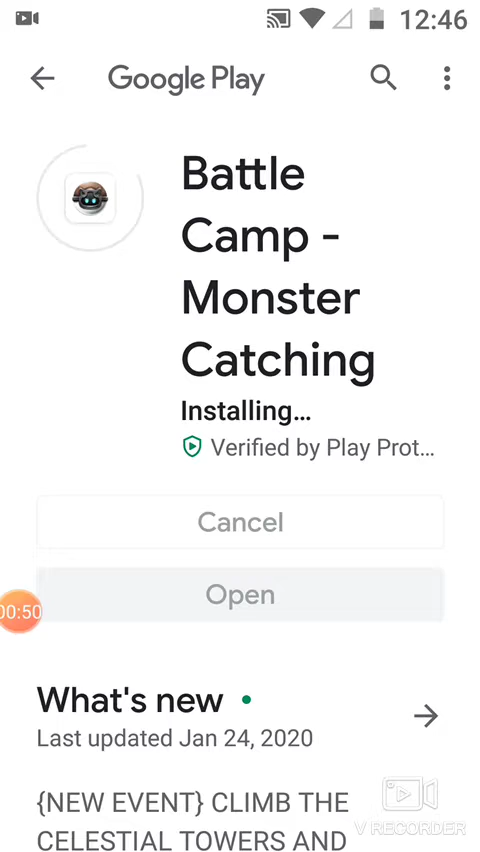 12:46
Google Play
Battle
Camp -
Monster
Catching
Installing...
Verified by Play Prot...
Cancel
Open
00:50
What's new
Last updated Jan 24, 2020
{NEW EVENT} CLIMB THE
CELESTIAL TOWERS AND
V RECORDER